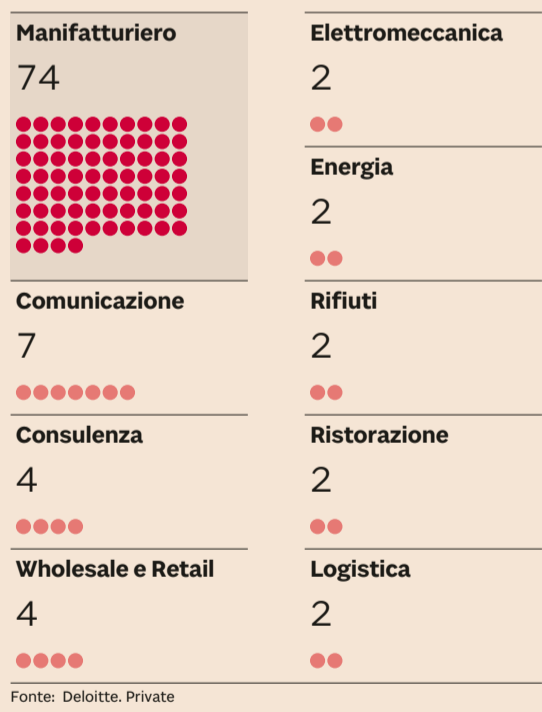 Manifatturiero
74
Comunicazione
7
Consulenza
4
Wholesale e Retail
4
Elettromeccanica
2
Energia
2
Rifiuti
2
Ristorazione
2
Logistica
2
Fonte: Deloitte. Private